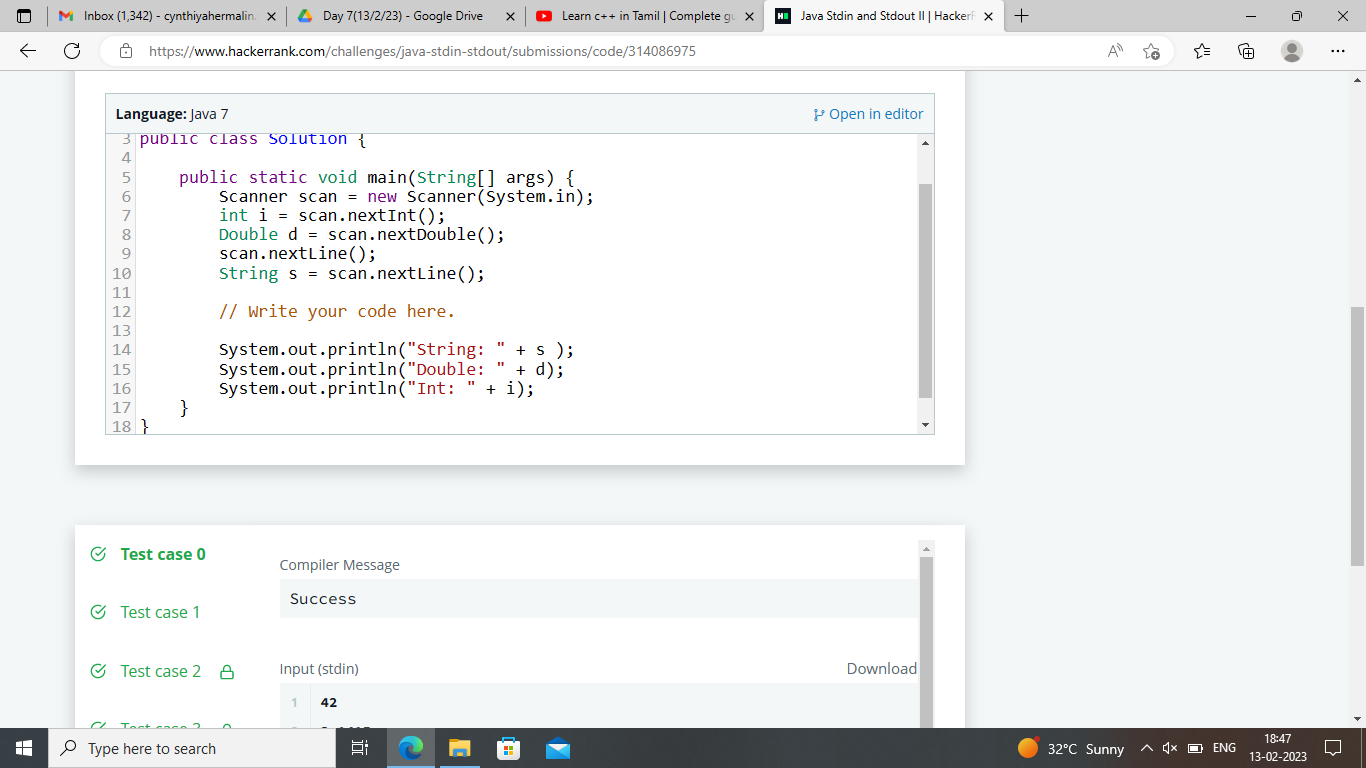 Inbox (1,342) - cynthiyahermalin
Day 7(13/2/23) - Google Drive
Learn c++ in Tamil | Complete gu
Java Stdin and Stdout II | HackerR
https://www.hackerrank.com/challenges/java-stdin-stdout/submissions/code/314086975
Language: Java 7
Open in editor
3 public class Solution {
4
5 public static void main(String[] args) {
6 Scanner scan = new Scanner(System.in);
7 int i = scan.nextInt();
8 Double d = scan.nextDouble();
9 scan.nextLine();
10 String s = scan.nextLine();
11
12 // Write your code here.
13
14 System.out.println("String: " + s );
15 System.out.println("Double: " + d);
16 System.out.println("Int: " + i);
17 }
18 }
Test case 0
Compiler Message
Success
Test case 1
Test case 2
Input (stdin)
Download
1 42
Test case 3
Type here to search
32°C Sunny
ENG
18:47
13-02-2023